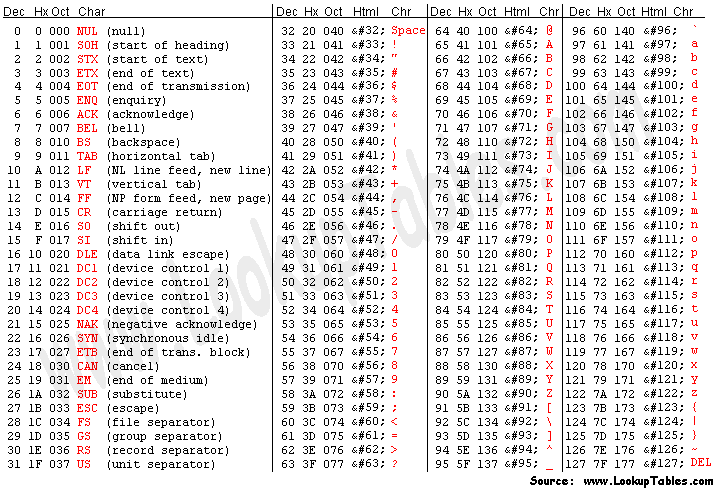 Dec Hx Oct Char Dec Hx Oct Html Chr Dec Hx Oct Html Chr Dec Hx Oct Html Chr
0 0 000 NUL (null) 32 20 040 &#32; Space 64 40 100 &#64; @ 96 60 140 &#96; `
1 1 001 SOH (start of heading) 33 21 041 &#33; ! 65 41 101 &#65; A 97 61 141 &#97; a
2 2 002 STX (start of text) 34 22 042 &#34; " 66 42 102 &#66; B 98 62 142 &#98; b
3 3 003 ETX (end of text) 35 23 043 &#35; # 67 43 103 &#67; C 99 63 143 &#99; c
4 4 004 EOT (end of transmission) 36 24 044 &#36; $ 68 44 104 &#68; D 100 64 144 &#100; d
5 5 005 ENQ (enquiry) 37 25 045 &#37; % 69 45 105 &#69; E 101 65 145 &#101; e
6 6 006 ACK (acknowledge) 38 26 046 &#38; & 70 46 106 &#70; F 102 66 146 &#102; f
7 7 007 BEL (bell) 39 27 047 &#39; ' 71 47 107 &#71; G 103 67 147 &#103; g
8 8 010 BS (backspace) 40 28 050 &#40; ( 72 48 110 &#72; H 104 68 150 &#104; h
9 9 011 TAB (horizontal tab) 41 29 051 &#41; ) 73 49 111 &#73; I 105 69 151 &#105; i
10 A 012 LF (NL line feed, new line) 42 2A 052 &#42; * 74 4A 112 &#74; J 106 6A 152 &#106; j
11 B 013 VT (vertical tab) 43 2B 053 &#43; + 75 4B 113 &#75; K 107 6B 153 &#107; k
12 C 014 FF (NP form feed, new page) 44 2C 054 &#44; , 76 4C 114 &#76; L 108 6C 154 &#108; l
13 D 015 CR (carriage return) 45 2D 055 &#45; - 77 4D 115 &#77; M 109 6D 155 &#109; m
14 E 016 SO (shift out) 46 2E 056 &#46; . 78 4E 116 &#78; N 110 6E 156 &#110; n
15 F 017 SI (shift in) 47 2F 057 &#47; / 79 4F 117 &#79; O 111 6F 157 &#111; o
16 10 020 DLE (data link escape) 48 30 060 &#48; 0 80 50 120 &#80; P 112 70 160 &#112; p
17 11 021 DC1 (device control 1) 49 31 061 &#49; 1 81 51 121 &#81; Q 113 71 161 &#113; q
18 12 022 DC2 (device control 2) 50 32 062 &#50; 2 82 52 122 &#82; R 114 72 162 &#114; r
19 13 023 DC3 (device control 3) 51 33 063 &#51; 3 83 53 123 &#83; S 115 73 163 &#115; s
20 14 024 DC4 (device control 4) 52 34 064 &#52; 4 84 54 124 &#84; T 116 74 164 &#116; t
21 15 025 NAK (negative acknowledge) 53 35 065 &#53; 5 85 55 125 &#85; U 117 75 165 &#117; u
22 16 026 SYN (synchronous idle) 54 36 066 &#54; 6 86 56 126 &#86; V 118 76 166 &#118; v
23 17 027 ETB (end of trans. block) 55 37 067 &#55; 7 87 57 127 &#87; W 119 77 167 &#119; w
24 18 030 CAN (cancel) 56 38 070 &#56; 8 88 58 130 &#88; X 120 78 170 &#120; x
25 19 031 EM (end of medium) 57 39 071 &#57; 9 89 59 131 &#89; Y 121 79 171 &#121; y
26 1A 032 SUB (substitute) 58 3A 072 &#58; : 90 5A 132 &#90; Z 122 7A 172 &#122; z
27 1B 033 ESC (escape) 59 3B 073 &#59; ; 91 5B 133 &#91; [ 123 7B 173 &#123; {
28 1C 034 FS (file separator) 60 3C 074 &#60; < 92 5C 134 &#92; \ 124 7C 174 &#124; |
29 1D 035 GS (group separator) 61 3D 075 &#61; = 93 5D 135 &#93; ] 125 7D 175 &#125; }
30 1E 036 RS (record separator) 62 3E 076 &#62; > 94 5E 136 &#94; ^ 126 7E 176 &#126; ~
31 1F 037 US (unit separator) 63 3F 077 &#63; ? 95 5F 137 &#95; _ 127 7F 177 &#127; DEL
Source: www.LookupTables.com
www.LookupTables.com